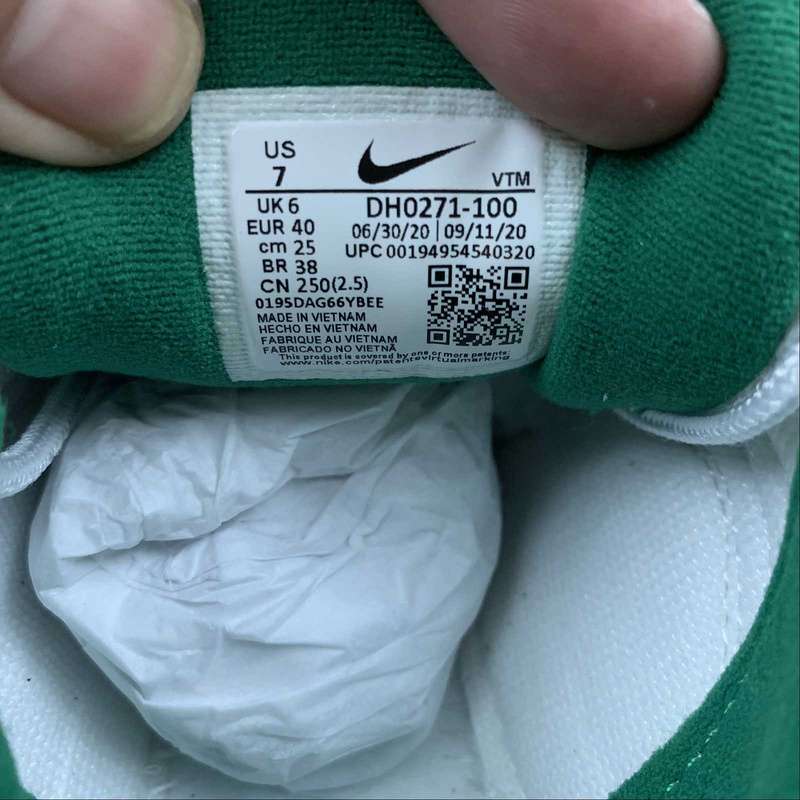 US
7
VTM
UK 6
EUR 40
cm 25
BR 38
CN 250(2.5)
DH0271-100
06/30/20 | 09/11/20
UPC 00194954540320
0195DAG66YBEE
MADE IN VIETNAM
HECHO EN VIETNAM
FABRIQUE AU VIETNAM
FABRICADO NO VIETNÃ
This product is sovered by one or more patents:
www.nike.com/patentvirtualmarking